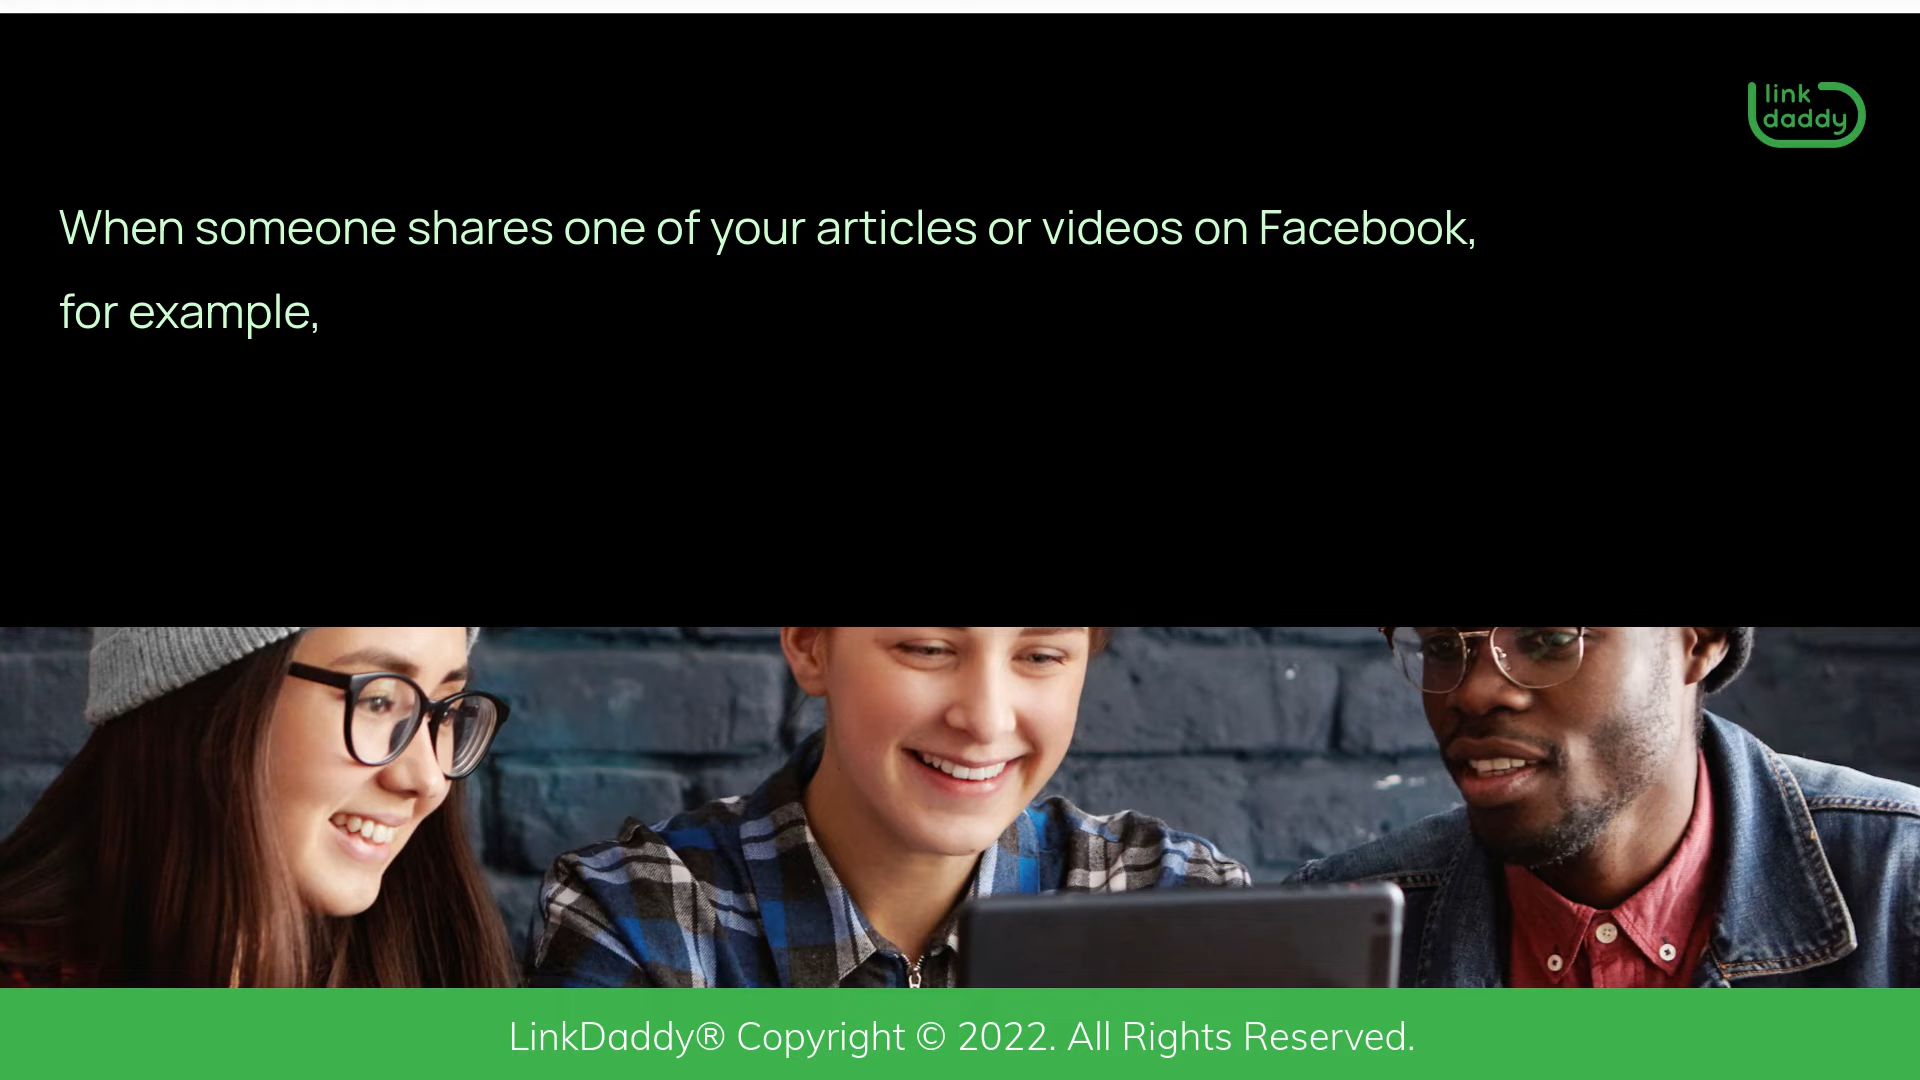 link
daddy
When someone shares one of your articles or videos on Facebook,
for example,
LinkDaddy® Copyright © 2022. All Rights Reserved.